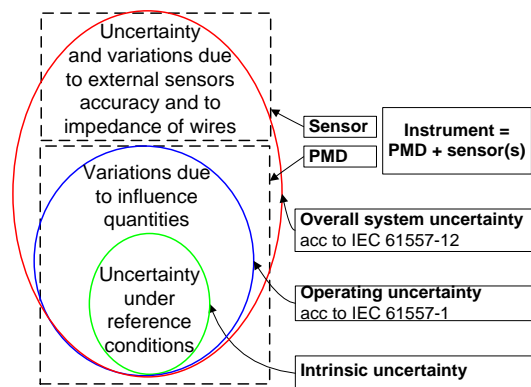 Uncertainty
and variations due
to external sensors
accuracy and to
impedance of wires
Sensor
PMD
Instrument =
PMD + sensor(s)
Variations due
to influence
quantities
Overall system uncertainty
acc to IEC 61557-12
Uncertainty
under
reference
conditions
Operating uncertainty
acc to IEC 61557-1
Intrinsic uncertainty